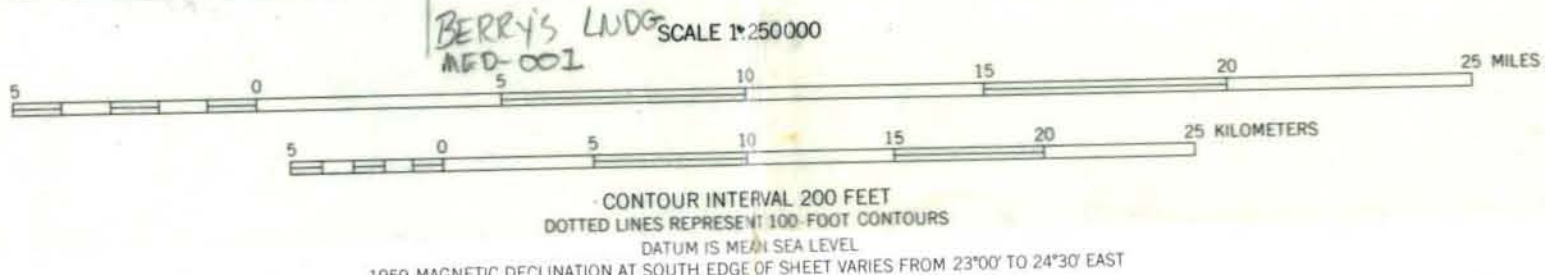 BERRY'S LNDG
MED-001
SCALE 1:250000
5 0 5 10 15 20 25 MILES
5 0 5 10 15 20 25 KILOMETERS
CONTOUR INTERVAL 200 FEET
DOTTED LINES REPRESENT 100-FOOT CONTOURS
DATUM IS MEAN SEA LEVEL
MAGNETIC DECLINATION AT SOUTH EDGE OF SHEET VARIES FROM 23°00' TO 24°30' EAST